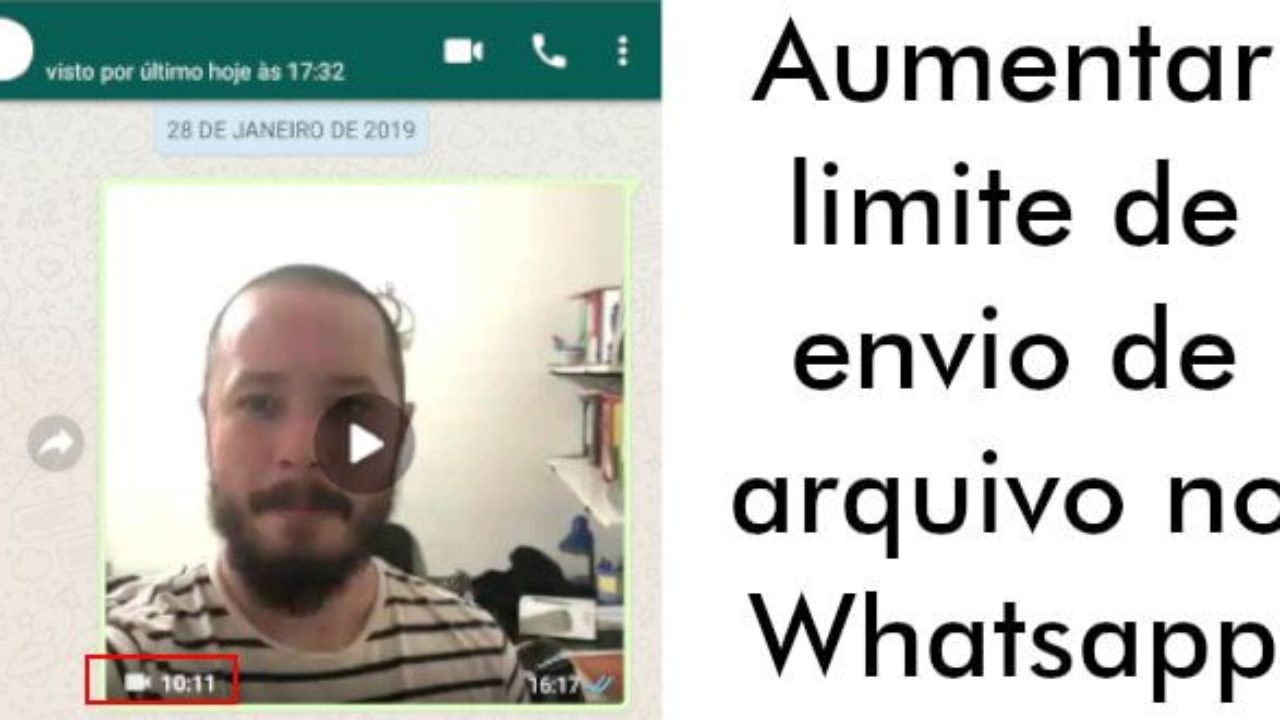 visto por último hoje às 17:32
28 DE JANEIRO DE 2019
10:11
16:17
Aumentar
limite de
envio de
arquivo no
Whatsapp